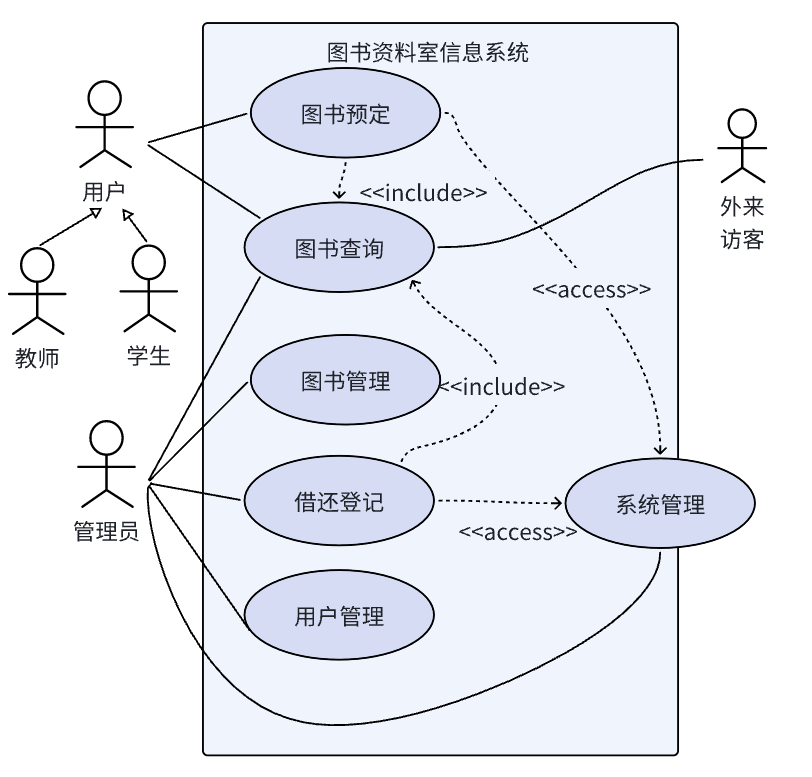 图书资料室信息系统
图书预定
用户
<<include>>
外来
访客
图书查询
<<access>>
教师
学生
图书管理
<<include>>
借还登记
系统管理
管理员
<<access>>
用户管理